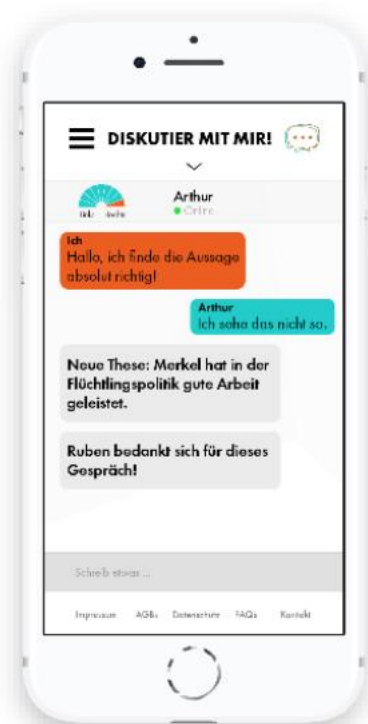 DISKUTIER MIT MIR!
Links Rechts
Arthur
Online
Ich
Hallo, ich finde die Aussage
absolut richtig!
Arthur
Ich sehe das nicht so.
Neue These: Merkel hat in der
Flüchtlingspolitik gute Arbeit
geleistet.
Ruben bedankt sich für dieses
Gespräch!
Schreib etwas ...
Impressum AGBs Datenschutz FAQs Kontakt